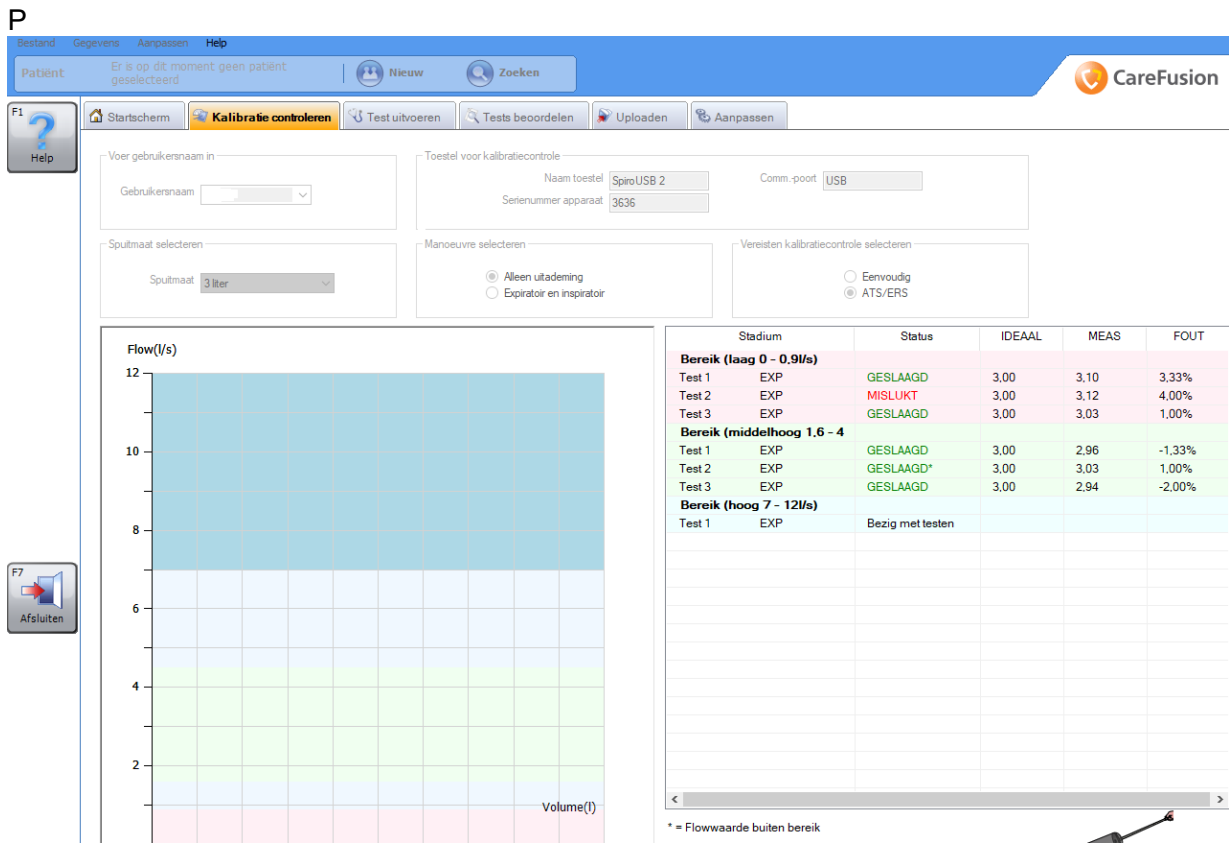 P
Bestand Gegevens Aanpassen Help
Patiënt Er is op dit moment geen patiënt geselecteerd Nieuw Zoeken
CareFusion
F1 Help
Startscherm Kalibratie controleren Test uitvoeren Tests beoordelen Uploaden Aanpassen
Voer gebruikersnaam in
Gebruikersnaam
Toestel voor kalibratiecontrole
Naam toestel SpiroUSB 2 Comm.-poort USB
Serienummer apparaat 3636
Spuitmaat selecteren
Spuitmaat 3 liter
Manoeuvre selecteren
Alleen uitademing
Expiratoir en inspiratoir
Vereisten kalibratiecontrole selecteren
Eenvoudig
ATS/ERS
F7 Afsluiten
Flow(l/s)
12
10
8
6
4
2
Volume(l)
Stadium Status IDEAAL MEAS FOUT
Bereik (laag 0 - 0,9l/s)
Test 1 EXP GESLAAGD 3,00 3,10 3,33%
Test 2 EXP MISLUKT 3,00 3,12 4,00%
Test 3 EXP GESLAAGD 3,00 3,03 1,00%
Bereik (middelhoog 1,6 - 4
Test 1 EXP GESLAAGD 3,00 2,96 -1,33%
Test 2 EXP GESLAAGD* 3,00 3,03 1,00%
Test 3 EXP GESLAAGD 3,00 2,94 -2,00%
Bereik (hoog 7 - 12l/s)
Test 1 EXP Bezig met testen
* = Flowwaarde buiten bereik